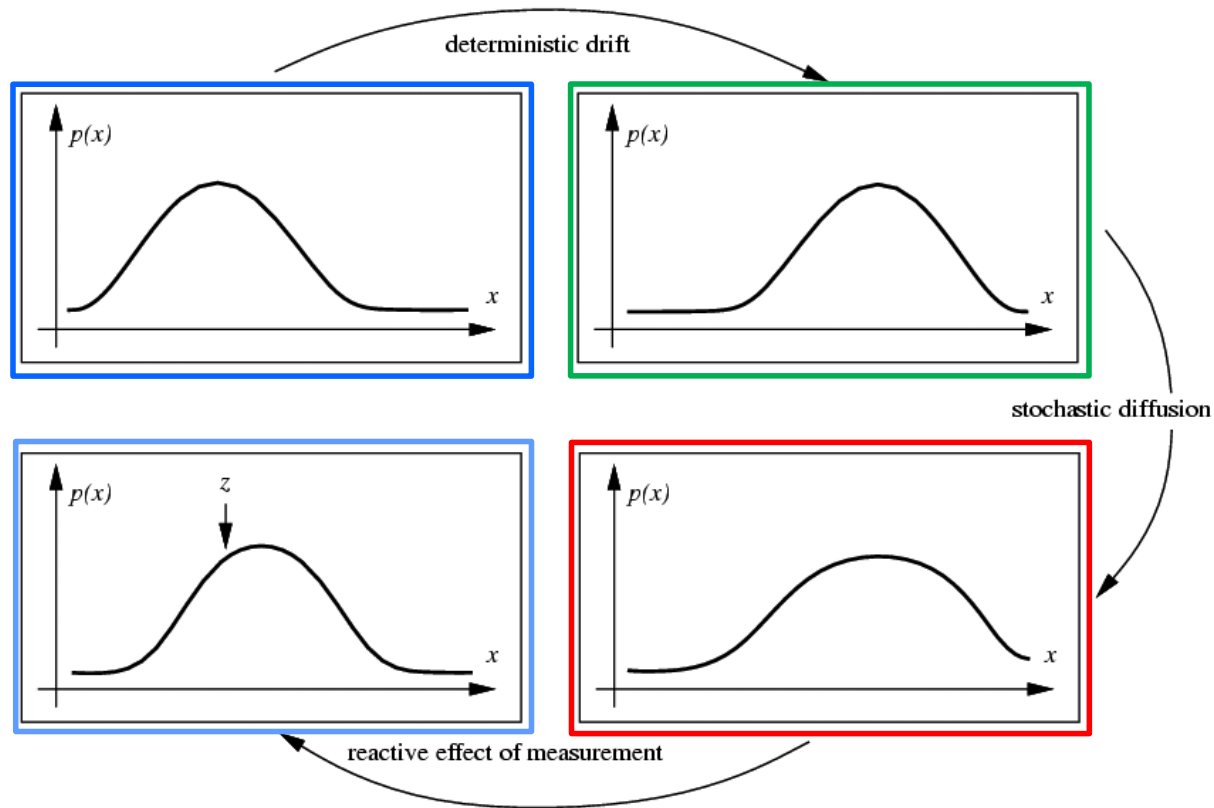 deterministic drift
p(x)
x
p(x)
x
stochastic diffusion
z
p(x)
x
p(x)
x
reactive effect of measurement